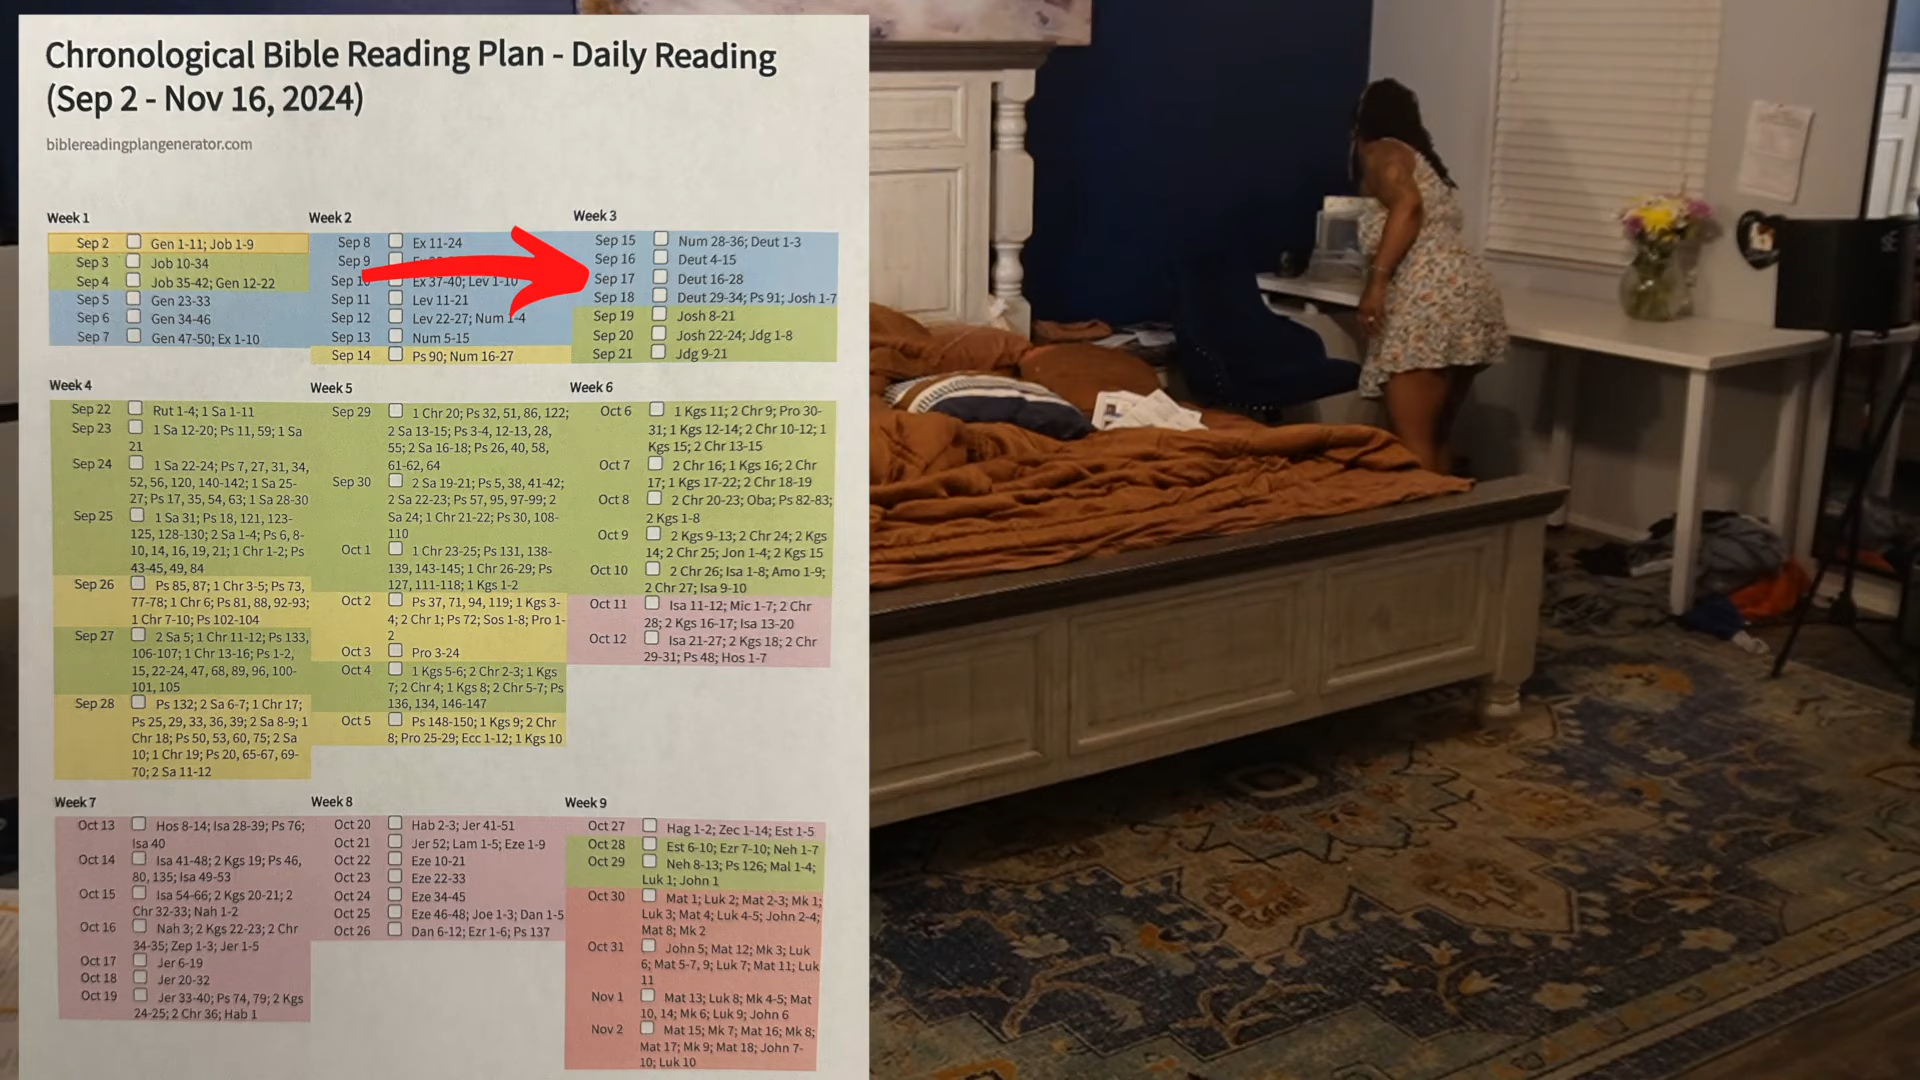 Chronological Bible Reading Plan - Daily Reading
(Sep 2 - Nov 16, 2024)
biblereadingplangenerator.com
Week 1
Sep 2 Gen 1-11; Job 1-9
Sep 3 Job 10-34
Sep 4 Job 35-42; Gen 12-22
Sep 5 Gen 23-33
Sep 6 Gen 34-46
Sep 7 Gen 47-50; Ex 1-10
Week 2
Sep 8 Ex 11-24
Sep 9
Ex 37-40; Lev 1-10
Sep 11 Lev 11-21
Sep 12 Lev 22-27; Num 1-4
Sep 13 Num 5-15
Sep 14 Ps 90; Num 16-27
Week 3
Sep 15 Num 28-36; Deut 1-3
Sep 16 Deut 4-15
Sep 17 Deut 16-28
Sep 18 Deut 29-34; Ps 91; Josh 1-7
Sep 19 Josh 8-21
Sep 20 Josh 22-24; Jdg 1-8
Sep 21 Jdg 9-21
Week 4
Sep 22 Rut 1-4; 1 Sa 1-11
Sep 23 1 Sa 12-20; Ps 11, 59; 1 Sa
21
Sep 24 1 Sa 22-24; Ps 7, 27, 31, 34,
52, 56, 120, 140-142; 1 Sa 25-
27; Ps 17, 35, 54, 63; 1 Sa 28-30
Sep 25 1 Sa 31; Ps 18, 121, 123-
125, 128-130; 2 Sa 1-4; Ps 6, 8-
10, 14, 16, 19, 21; 1 Chr 1-2; Ps
43-45, 49, 84
Sep 26 Ps 85, 87; 1 Chr 3-5; Ps 73,
77-78; 1 Chr 6; Ps 81, 88, 92-93;
1 Chr 7-10; Ps 102-104
Sep 27 2 Sa 5; 1 Chr 11-12; Ps 133,
106-107; 1 Chr 13-16; Ps 1-2,
15, 22-24, 47, 68, 89, 96, 100-
101, 105
Sep 28 Ps 132; 2 Sa 6-7; 1 Chr 17;
Ps 25, 29, 33, 36, 39; 2 Sa 8-9; 1
Chr 18; Ps 50, 53, 60, 75; 2 Sa
10; 1 Chr 19; Ps 20, 65-67, 69-
70; 2 Sa 11-12
Week 5
Sep 29 1 Chr 20; Ps 32, 51, 86, 122;
2 Sa 13-15; Ps 3-4, 12-13, 28,
55; 2 Sa 16-18; Ps 26, 40, 58,
61-62, 64
Sep 30 2 Sa 19-21; Ps 5, 38, 41-42;
2 Sa 22-23; Ps 57, 95, 97-99; 2
Sa 24; 1 Chr 21-22; Ps 30, 108-
110
Oct 1 1 Chr 23-25; Ps 131, 138-
139, 143-145; 1 Chr 26-29; Ps
127, 111-118; 1 Kgs 1-2
Oct 2 Ps 37, 71, 94, 119; 1 Kgs 3-
4; 2 Chr 1; Ps 72; Sos 1-8; Pro 1-
2
Oct 3 Pro 3-24
Oct 4 1 Kgs 5-6; 2 Chr 2-3; 1 Kgs
7; 2 Chr 4; 1 Kgs 8; 2 Chr 5-7; Ps
136, 134, 146-147
Oct 5 Ps 148-150; 1 Kgs 9; 2 Chr
8; Pro 25-29; Ecc 1-12; 1 Kgs 10
Week 6
Oct 6 1 Kgs 11; 2 Chr 9; Pro 30-
31; 1 Kgs 12-14; 2 Chr 10-12; 1
Kgs 15; 2 Chr 13-15
Oct 7 2 Chr 16; 1 Kgs 16; 2 Chr
17; 1 Kgs 17-22; 2 Chr 18-19
Oct 8 2 Chr 20-23; Oba; Ps 82-83;
2 Kgs 1-8
Oct 9 2 Kgs 9-13; 2 Chr 24; 2 Kgs
14; 2 Chr 25; Jon 1-4; 2 Kgs 15
Oct 10 2 Chr 26; Isa 1-8; Amo 1-9;
2 Chr 27; Isa 9-10
Oct 11 Isa 11-12; Mic 1-7; 2 Chr
28; 2 Kgs 16-17; Isa 13-20
Oct 12 Isa 21-27; 2 Kgs 18; 2 Chr
29-31; Ps 48; Hos 1-7
Week 7
Oct 13 Hos 8-14; Isa 28-39; Ps 76;
Isa 40
Oct 14 Isa 41-48; 2 Kgs 19; Ps 46,
80, 135; Isa 49-53
Oct 15 Isa 54-66; 2 Kgs 20-21; 2
Chr 32-33; Nah 1-2
Oct 16 Nah 3; 2 Kgs 22-23; 2 Chr
34-35; Zep 1-3; Jer 1-5
Oct 17 Jer 6-19
Oct 18 Jer 20-32
Oct 19 Jer 33-40; Ps 74, 79; 2 Kgs
24-25; 2 Chr 36; Hab 1
Week 8
Oct 20 Hab 2-3; Jer 41-51
Oct 21 Jer 52; Lam 1-5; Eze 1-9
Oct 22 Eze 10-21
Oct 23 Eze 22-33
Oct 24 Eze 34-45
Oct 25 Eze 46-48; Joe 1-3; Dan 1-5
Oct 26 Dan 6-12; Ezr 1-6; Ps 137
Week 9
Oct 27 Hag 1-2; Zec 1-14; Est 1-5
Oct 28 Est 6-10; Ezr 7-10; Neh 1-7
Oct 29 Neh 8-13; Ps 126; Mal 1-4;
Luk 1; John 1
Oct 30 Mat 1; Luk 2; Mat 2-3; Mk 1;
Luk 3; Mat 4; Luk 4-5; John 2-4;
Mat 8; Mk 2
Oct 31 John 5; Mat 12; Mk 3; Luk
6; Mat 5-7, 9; Luk 7; Mat 11; Luk
11
Nov 1 Mat 13; Luk 8; Mk 4-5; Mat
10, 14; Mk 6; Luk 9; John 6
Nov 2 Mat 15; Mk 7; Mat 16; Mk 8;
Mat 17; Mk 9; Mat 18; John 7-
10; Luk 10